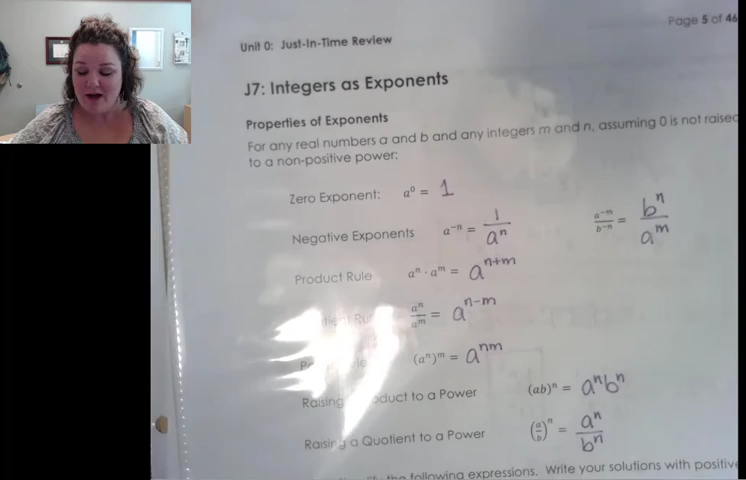 Page 5 of 46
Unit 0: Just-In-Time Review
J7: Integers as Exponents
Properties of Exponents
For any real numbers a and b and any integers m and n, assuming 0 is not raised
to a non-positive power:
Zero Exponent: a⁰ = 1
Negative Exponents a⁻ⁿ = 1/aⁿ a⁻ᵐ/b⁻ⁿ = bⁿ/aᵐ
Product Rule aⁿ · aᵐ = aⁿ⁺ᵐ
aⁿ/aᵐ = aⁿ⁻ᵐ
(aⁿ)ᵐ = aⁿᵐ
Raising to a Power (ab)ⁿ = aⁿbⁿ
Raising a Quotient to a Power (a/b)ⁿ = aⁿ/bⁿ
the following expressions. Write your solutions with positive